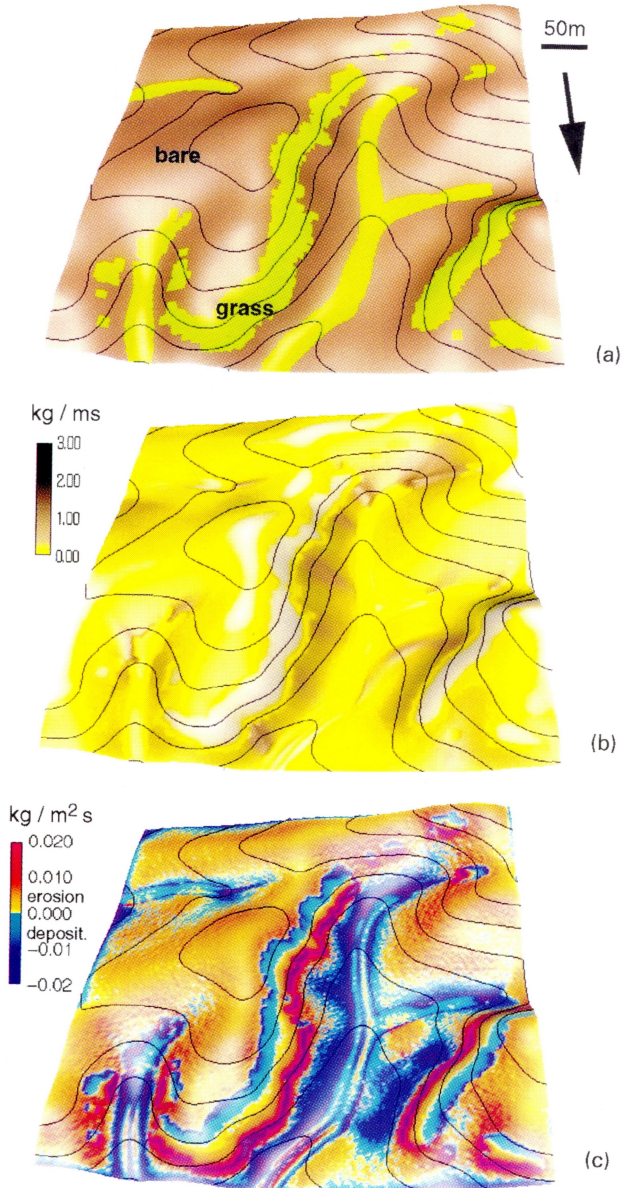 50m
bare
grass
(a)
kg / ms
3.00
2.00
1.00
0.00
(b)
kg / m² s
0.020
0.010
erosion
0.000
deposit.
−0.01
−0.02
(c)